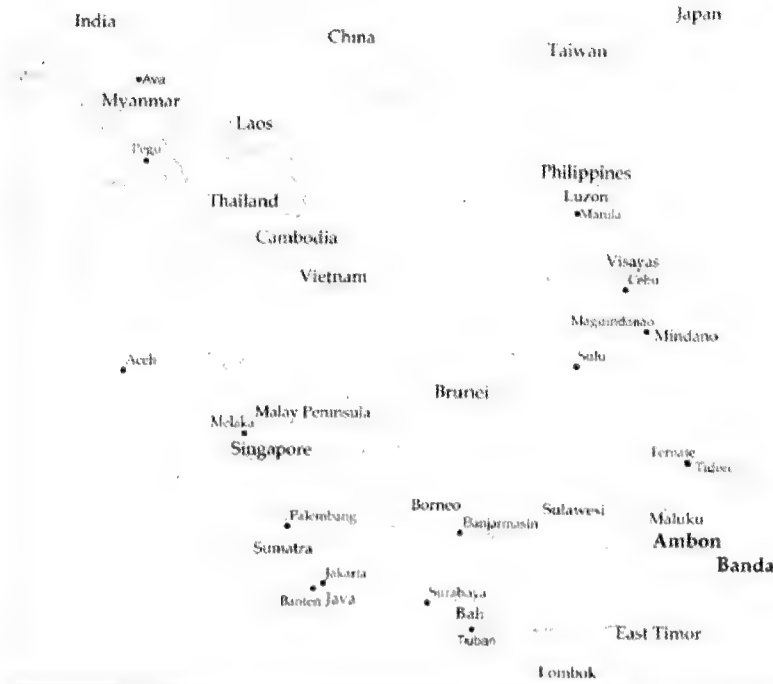 India
Japan
China
Taiwan
Ava
Myanmar
Laos
Pegu
Philippines
Thailand
Luzon
Manila
Cambodia
Visayas
Vietnam
Cebu
Maguindanao
Mindano
Aceh
Sulu
Brunei
Malay Peninsula
Melaka
Singapore
Ternate
Tidore
Borneo
Sulawesi
Maluku
Palembang
Banjarmasin
Ambon
Sumatra
Banda
Jakarta
Banten
Java
Surabaya
Bali
East Timor
Tuban
Lombok